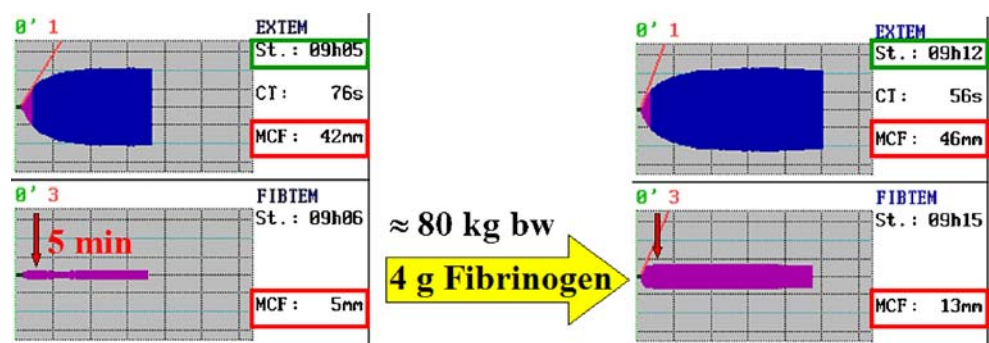 0' 1
EXTEM
St.: 09h05
CT: 76s
MCF: 42mm
0' 3
FIBTEM
St.: 09h06
5 min
MCF: 5mm
≈ 80 kg bw
4 g Fibrinogen
0' 1
EXTEM
St.: 09h12
CT: 56s
MCF: 46mm
0' 3
FIBTEM
St.: 09h15
MCF: 13mm